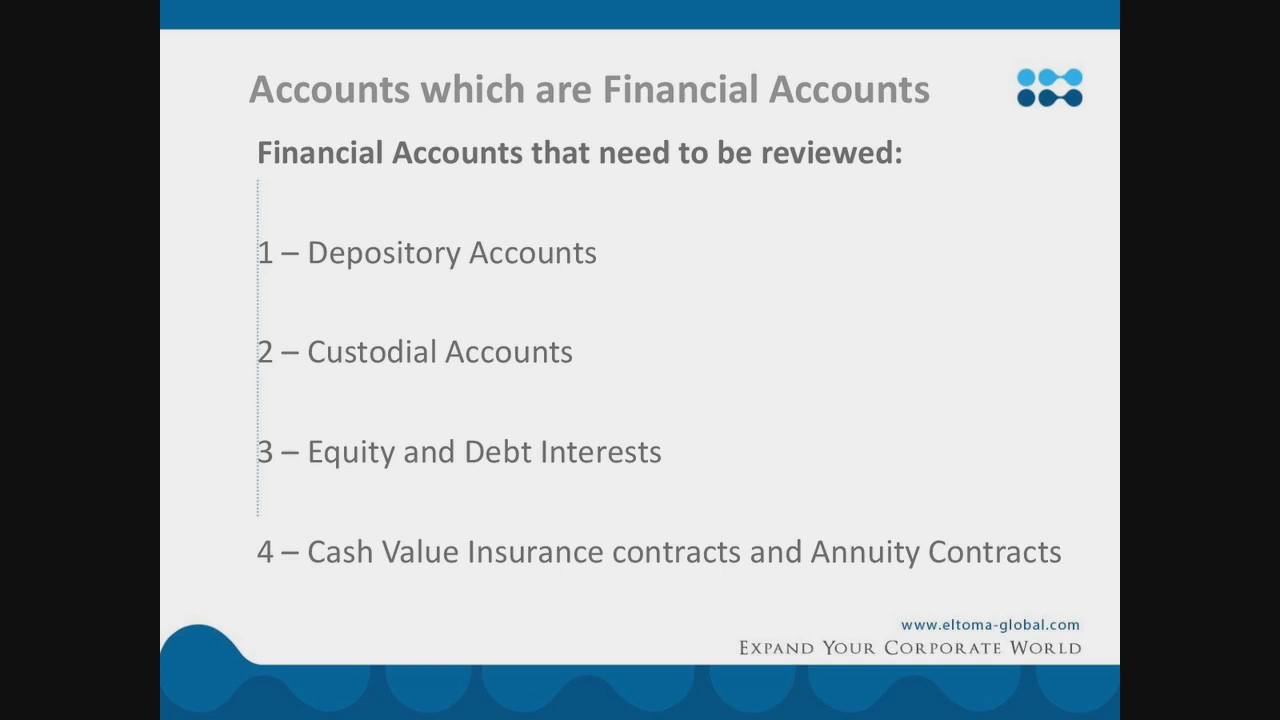 Accounts which are Financial Accounts
Financial Accounts that need to be reviewed:
1 – Depository Accounts
2 – Custodial Accounts
3 – Equity and Debt Interests
4 – Cash Value Insurance contracts and Annuity Contracts
www.eltoma-global.com
Expand Your Corporate World